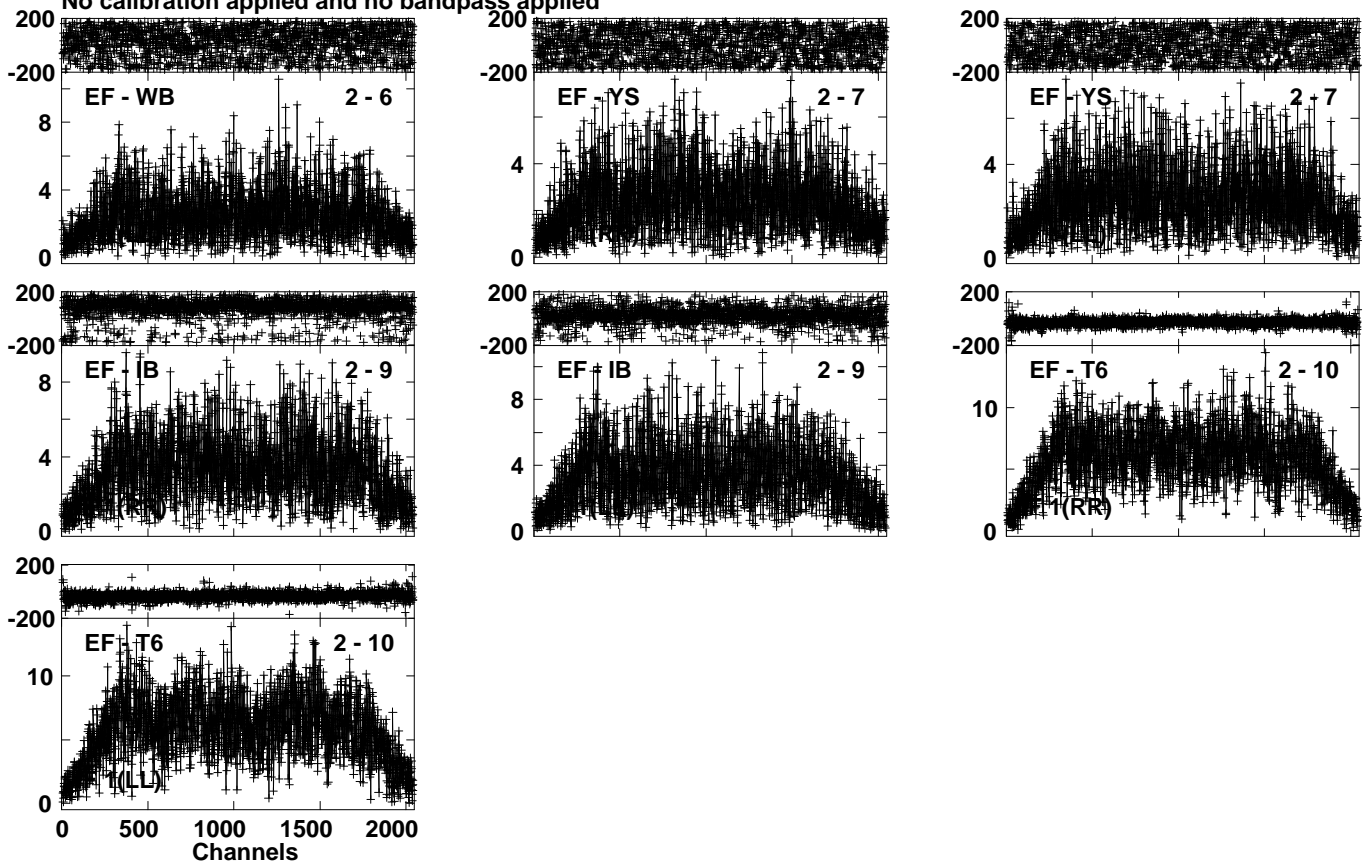 No calibration applied and no bandpass applied
200
-200
EF - WB 2 - 6
8
4
0
200
-200
EF - YS 2 - 7
4
0
200
-200
EF - YS 2 - 7
4
0
200
-200
EF - IB 2 - 9
8
4
0
200
-200
EF - IB 2 - 9
8
4
0
200
-200
EF - T6 2 - 10
10
1(RR)
0
200
-200
EF - T6 2 - 10
10
1(LL)
0
0 500 1000 1500 2000
Channels